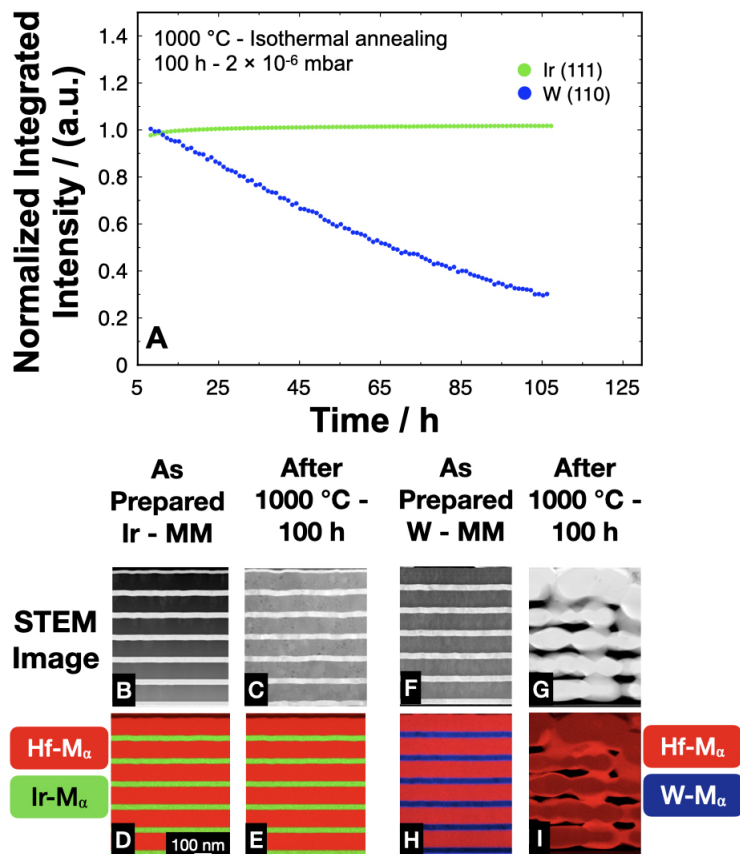 Normalized Integrated
Intensity / (a.u.)
1.4
1.2
1.0
0.8
0.6
0.4
0.2
0
1000 °C - Isothermal annealing
100 h - 2 × 10⁻⁶ mbar
Ir (111)
W (110)
A
5
25
45
65
85
105
125
Time / h
As
Prepared
Ir - MM
After
1000 °C -
100 h
As
Prepared
W - MM
After
1000 °C -
100 h
STEM
Image
B
C
F
G
Hf-Mα
Ir-Mα
D
100 nm
E
H
I
Hf-Mα
W-Mα